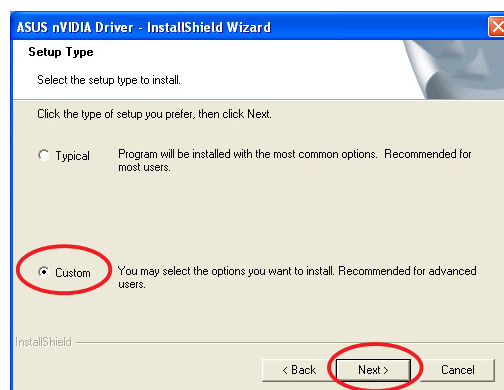 ASUS nVIDIA Driver - InstallShield Wizard
Setup Type
Select the setup type to install.
Click the type of setup you prefer, then click Next.
Typical Program will be installed with the most common options. Recommended for
most users.
Custom You may select the options you want to install. Recommended for advanced
users.
InstallShield
< Back Next > Cancel